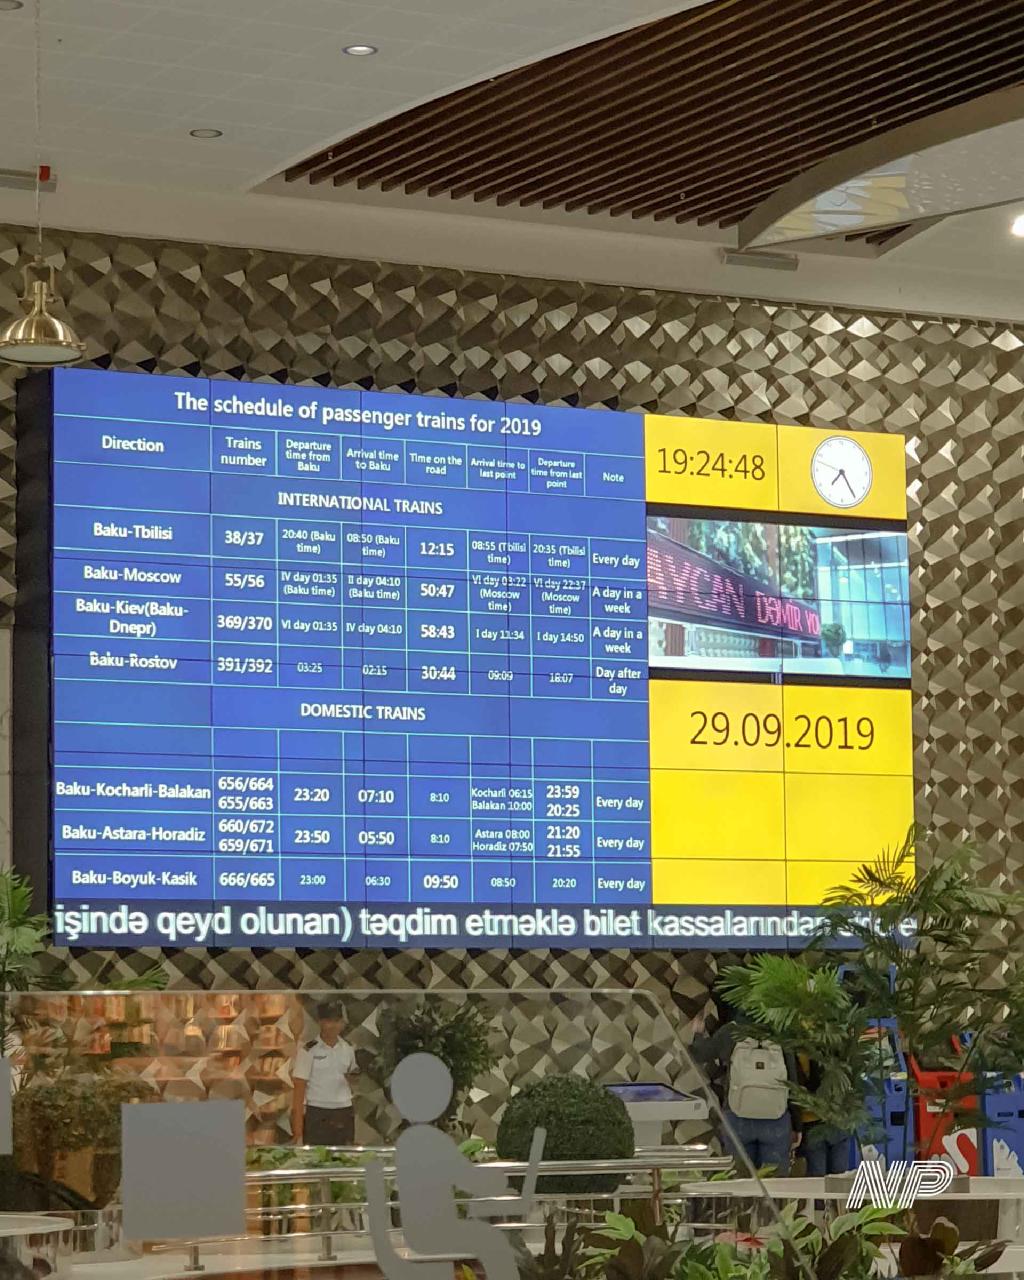 The schedule of passenger trains for 2019
Direction Trains number Departure time from Baku Arrival time to Baku Time on the road Arrival time to last point Departure time from last point Note
INTERNATIONAL TRAINS
Baku-Tbilisi 38/37 20:40 (Baku time) 08:50 (Baku time) 12:15 08:55 (Tbilisi time) 20:35 (Tbilisi time) Every day
Baku-Moscow 55/56 IV day 01:35 (Baku time) II day 04:10 (Baku time) 50:47 VI day 03:22 (Moscow time) VI day 22:37 (Moscow time) A day in a week
Baku-Kiev(Baku-Dnepr) 369/370 VI day 01:35 IV day 04:10 58:43 I day 11:34 I day 14:50 A day in a week
Baku-Rostov 391/392 03:25 02:15 30:44 09:09 18:07 Day after day
DOMESTIC TRAINS
Baku-Kocharli-Balakan 656/664 655/663 23:20 07:10 8:10 Kocharli 06:15 Balakan 10:00 23:59 20:25 Every day
Baku-Astara-Horadiz 660/672 659/671 23:50 05:50 8:10 Astara 08:00 Horadiz 07:50 21:20 21:55 Every day
Baku-Boyuk-Kasik 666/665 23:00 06:30 09:50 08:50 20:20 Every day
işində qeyd olunan) təqdim etməklə bilet kassalarından
19:24:48
AYCAN DƏMİR YO
29.09.2019
NP